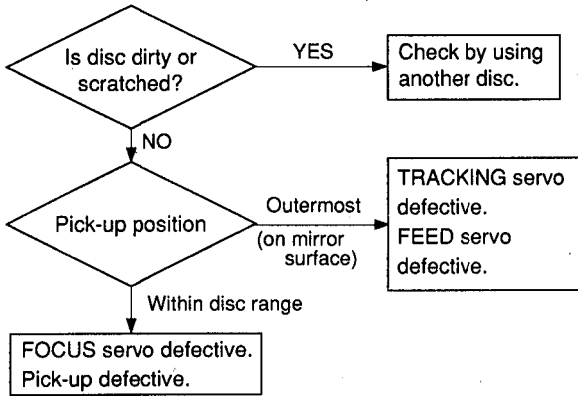 Is disc dirty or
scratched?
YES
Check by using
another disc.
NO
Pick-up position
Outermost
(on mirror
surface)
TRACKING servo
defective.
FEED servo
defective.
Within disc range
FOCUS servo defective.
Pick-up defective.